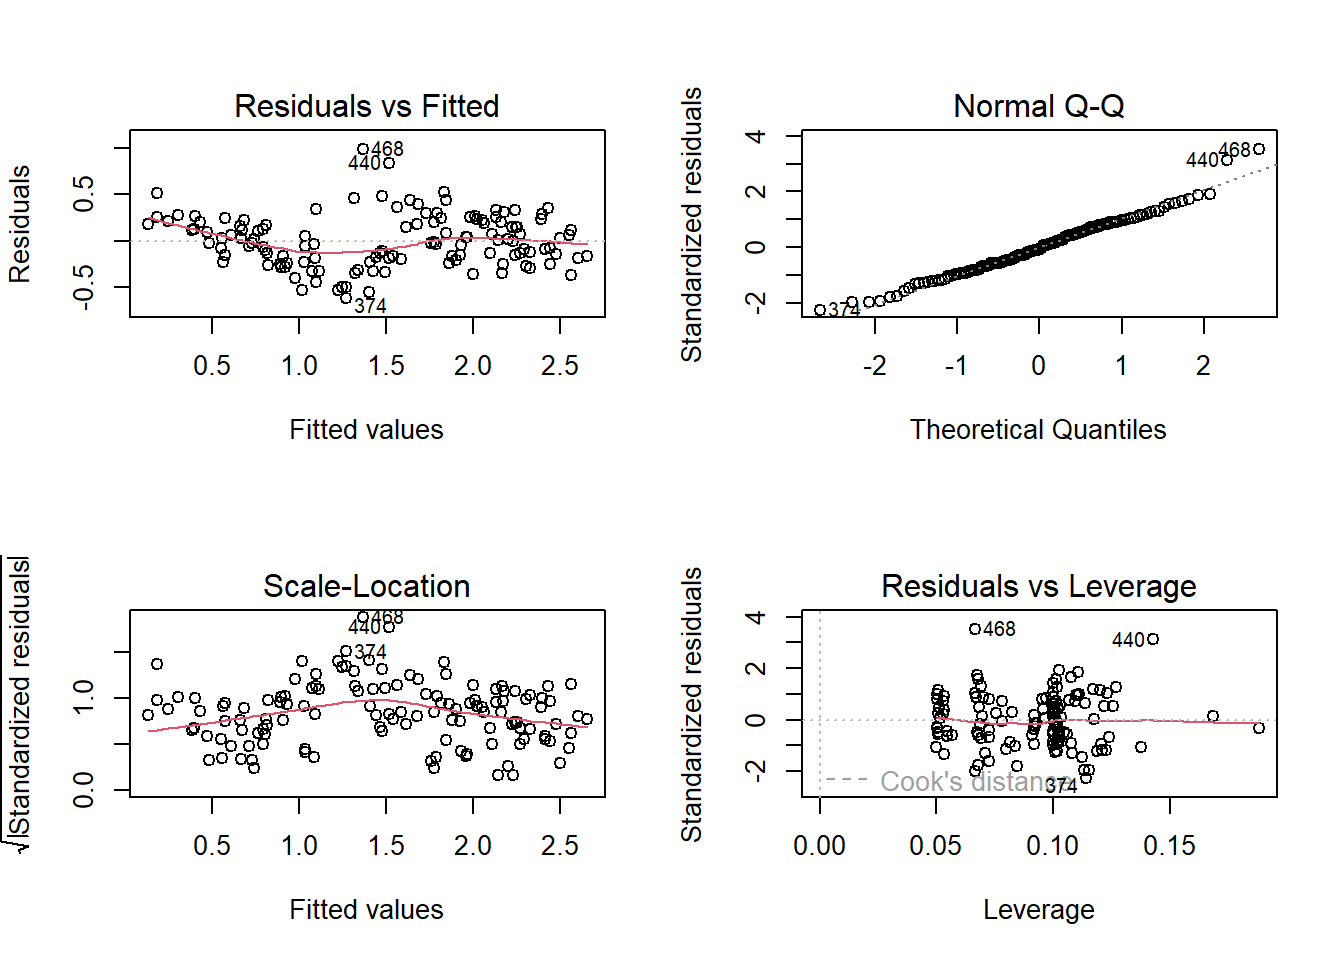 Residuals vs Fitted
Residuals
0.5
-0.5
468
440
374
0.5 1.0 1.5 2.0 2.5
Fitted values
Normal Q-Q
Standardized residuals
4
2
0
-2
468
440
374
-2 -1 0 1 2
Theoretical Quantiles
Scale-Location
√|Standardized residuals|
1.0
0.0
468
440
374
0.5 1.0 1.5 2.0 2.5
Fitted values
Residuals vs Leverage
Standardized residuals
4
2
0
-2
468
440
Cook's distance
374
0.00 0.05 0.10 0.15
Leverage